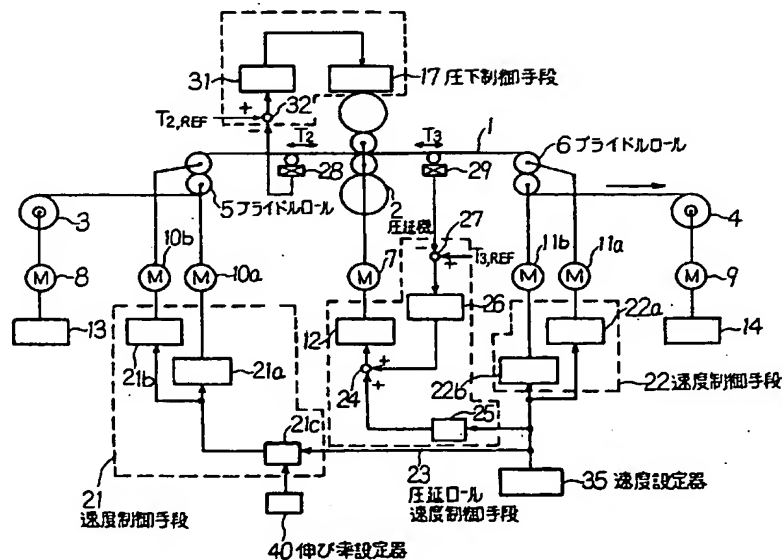 31
17 圧下制御手段
T2,REF
+
32
−
T2
28
T3
29
1
6 ブライドルロール
3
5 ブライドルロール
2
圧延機
27
−
+
T3,REF
4
10b
10a
7
11b
11a
M
8
M
M
M
M
M
M
9
13
21b
21a
12
26
22a
14
24
+
+
22b
22 速度制御手段
25
21c
21
速度制御手段
23
圧延ロール
速度制御手段
35 速度設定器
40 伸び率設定器